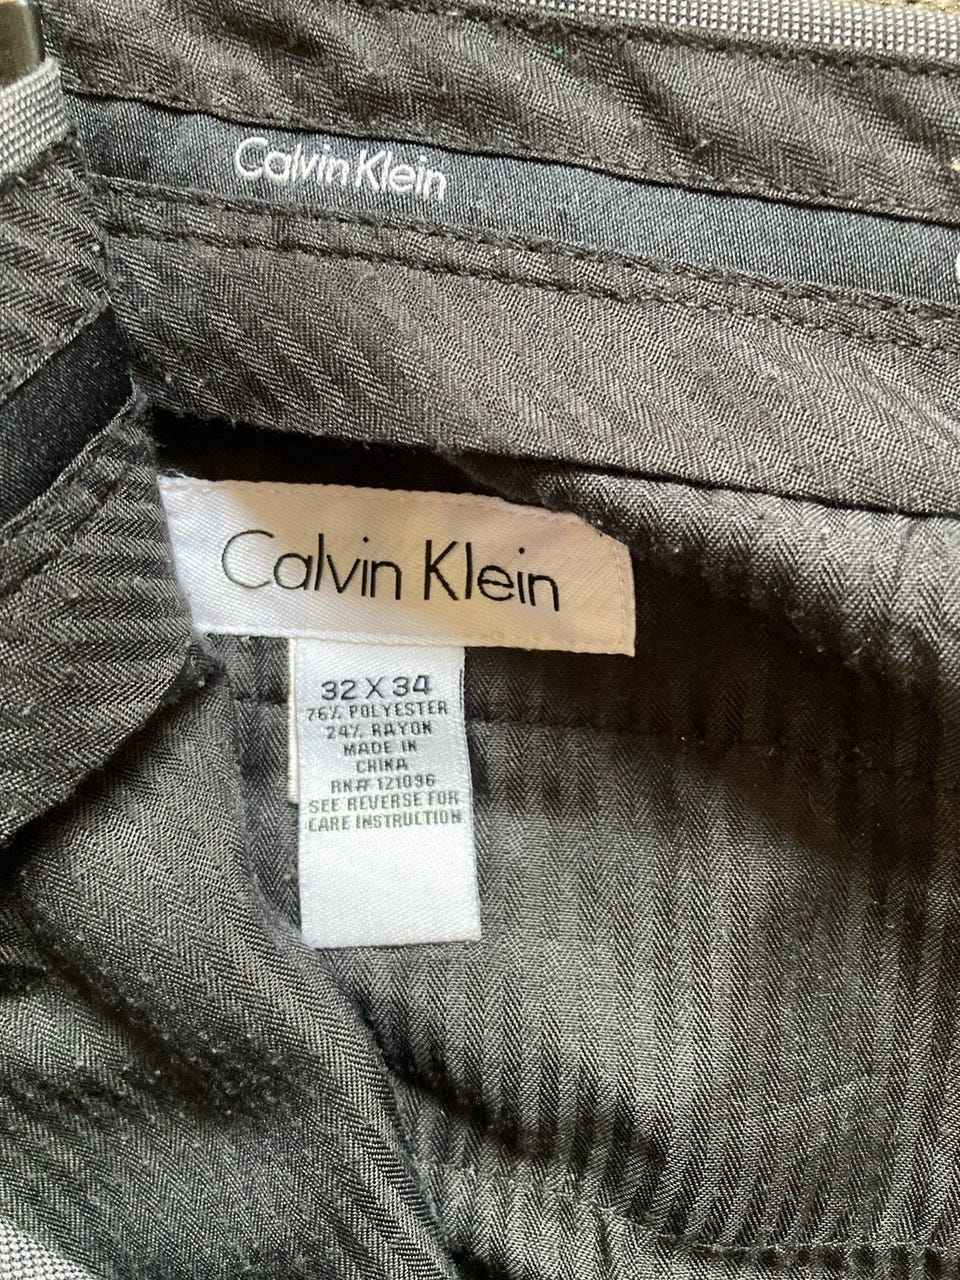 Calvin Klein
Calvin Klein
32 X 34
76% POLYESTER
24% RAYON
MADE IN
CHINA
RN# 121096
SEE REVERSE FOR
CARE INSTRUCTION